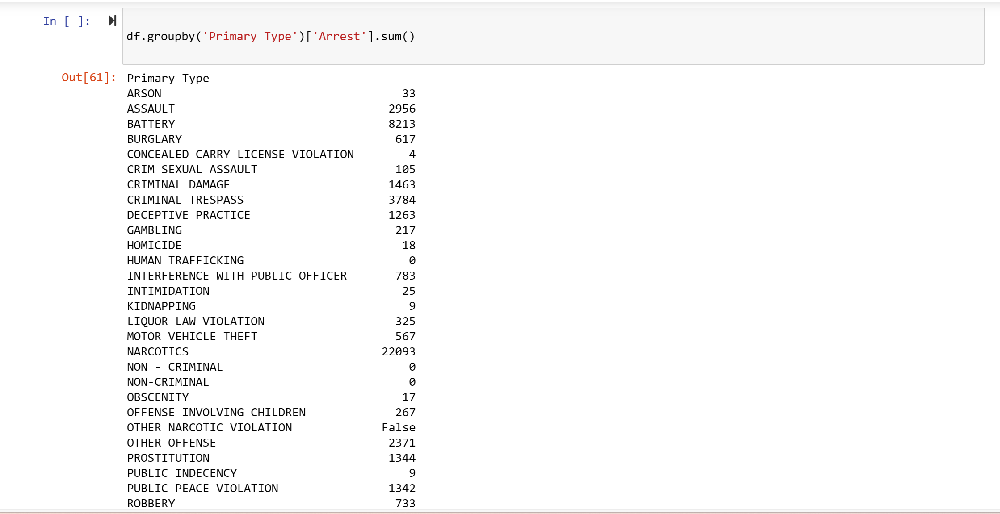 In [ ]:
df.groupby('Primary Type')['Arrest'].sum()
Out[61]: Primary Type
ARSON 33
ASSAULT 2956
BATTERY 8213
BURGLARY 617
CONCEALED CARRY LICENSE VIOLATION 4
CRIM SEXUAL ASSAULT 105
CRIMINAL DAMAGE 1463
CRIMINAL TRESPASS 3784
DECEPTIVE PRACTICE 1263
GAMBLING 217
HOMICIDE 18
HUMAN TRAFFICKING 0
INTERFERENCE WITH PUBLIC OFFICER 783
INTIMIDATION 25
KIDNAPPING 9
LIQUOR LAW VIOLATION 325
MOTOR VEHICLE THEFT 567
NARCOTICS 22093
NON - CRIMINAL 0
NON-CRIMINAL 0
OBSCENITY 17
OFFENSE INVOLVING CHILDREN 267
OTHER NARCOTIC VIOLATION False
OTHER OFFENSE 2371
PROSTITUTION 1344
PUBLIC INDECENCY 9
PUBLIC PEACE VIOLATION 1342
ROBBERY 733